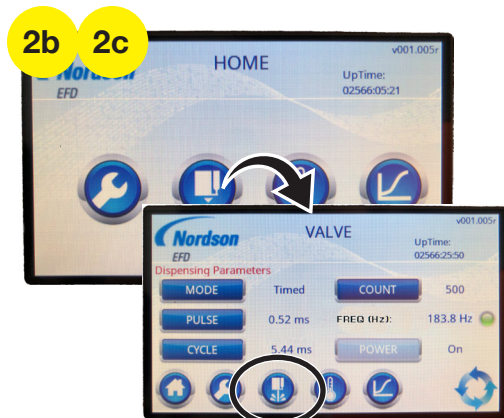 2b 2c
v001.005r
Nordson
EFD
HOME
UpTime:
02566:05:21
v001.005r
Nordson
EFD
VALVE
UpTime:
02566:25:50
Dispensing Parameters
MODE Timed COUNT 500
PULSE 0.52 ms FREQ (Hz): 183.8 Hz
CYCLE 5.44 ms POWER On